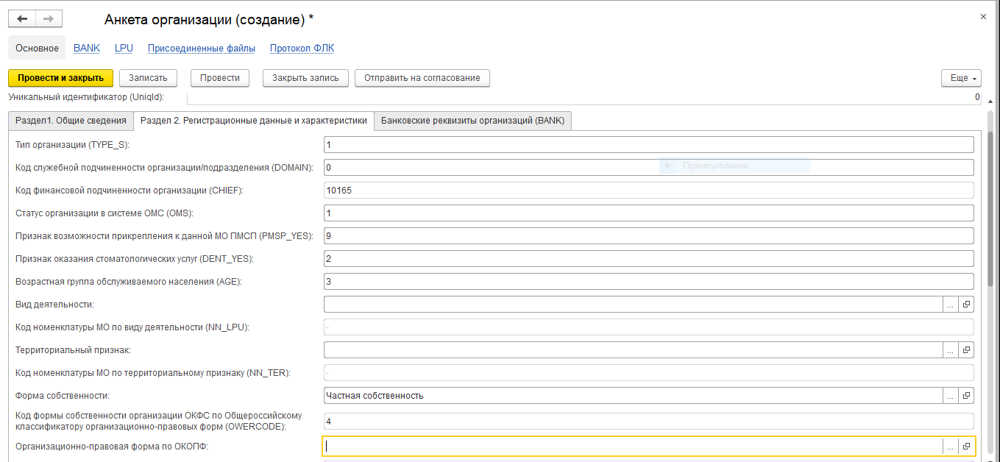 Анкета организации (создание) *
Основное BANK LPU Присоединенные файлы Протокол ФЛК
Провести и закрыть Записать Провести Закрыть запись Отправить на согласование Еще
Уникальный идентификатор (UniqId): 0
Раздел1. Общие сведения Раздел 2. Регистрационные данные и характеристики Банковские реквизиты организаций (BANK)
Тип организации (TYPE_S): 1
Код служебной подчиненности организации/подразделения (DOMAIN): 0 Прямоугольник
Код финансовой подчиненности организации (CHIEF): 10165
Статус организации в системе ОМС (OMS): 1
Признак возможности прикрепления к данной МО ПМСП (PMSP_YES): 9
Признак оказания стоматологических услуг (DENT_YES): 2
Возрастная группа обслуживаемого населения (AGE): 3
Вид деятельности: ...
Код номенклатуры МО по виду деятельности (NN_LPU): -
Территориальный признак: ...
Код номенклатуры МО по территориальному признаку (NN_TER): -
Форма собственности: Частная собственность ...
Код формы собственности организации ОКФС по Общероссийскому
классификатору организационно-правовых форм (OWERCODE): 4
Организационно-правовая форма по ОКОПФ: ...